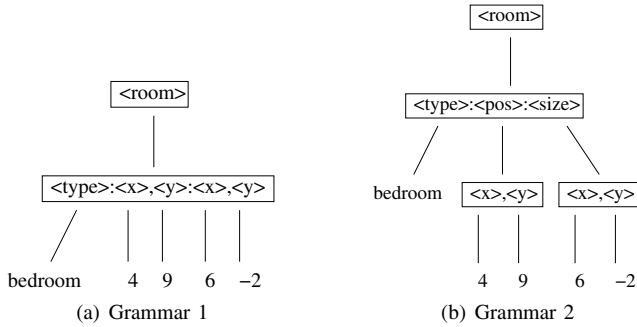 <room>
<type>:<x>,<y>:<x>,<y>
bedroom 4 9 6 −2
(a) Grammar 1
<room>
<type>:<pos>:<size>
bedroom <x>,<y> <x>,<y>
4 9 6 −2
(b) Grammar 2